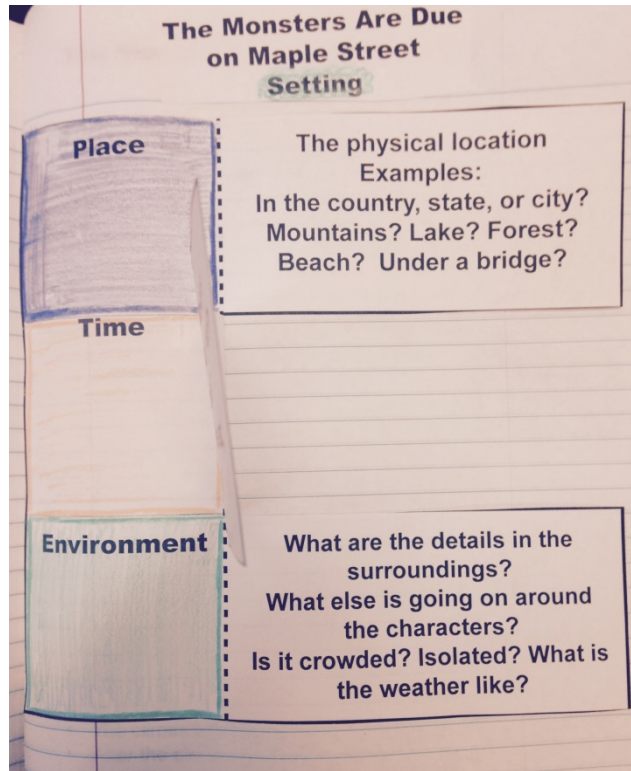 The Monsters Are Due
on Maple Street
Setting
Place
The physical location
Examples:
In the country, state, or city?
Mountains? Lake? Forest?
Beach? Under a bridge?
Time
Environment
What are the details in the
surroundings?
What else is going on around
the characters?
Is it crowded? Isolated? What is
the weather like?